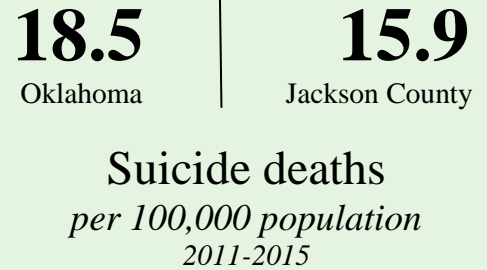 18.5 15.9
Oklahoma Jackson County
Suicide deaths
per 100,000 population
2011-2015